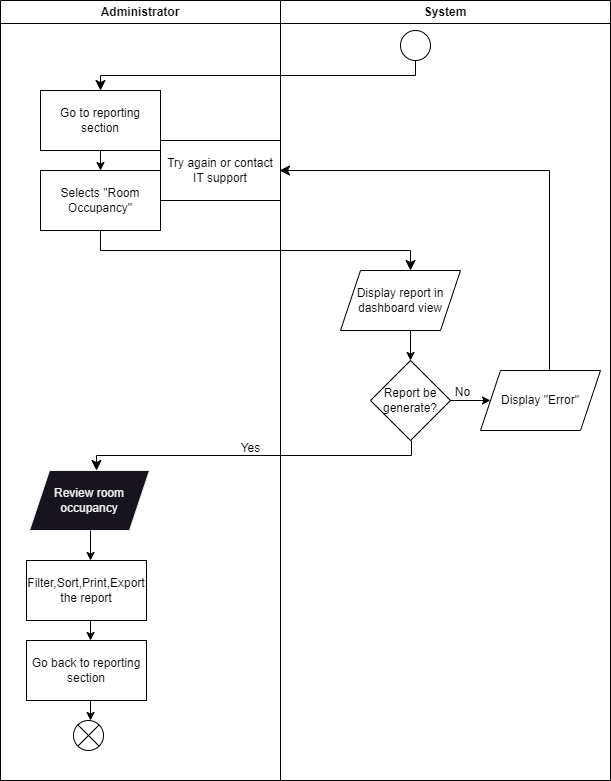 Administrator
System
Go to reporting
section
Try again or contact
IT support
Selects "Room
Occupancy"
Display report in
dashboard view
Report be
generate?
No
Display "Error"
Yes
Review room
occupancy
Filter,Sort,Print,Export
the report
Go back to reporting
section